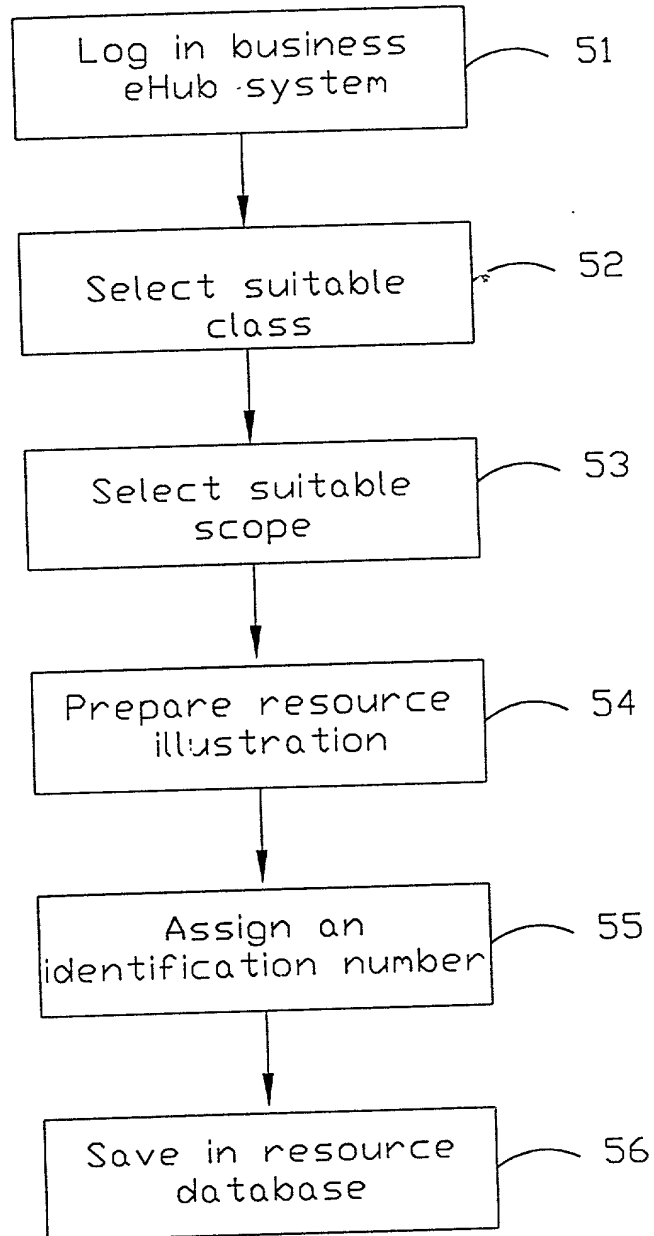 Log in business
eHub system
51
Select suitable
class
52
Select suitable
scope
53
Prepare resource
illustration
54
Assign an
identification number
55
Save in resource
database
56